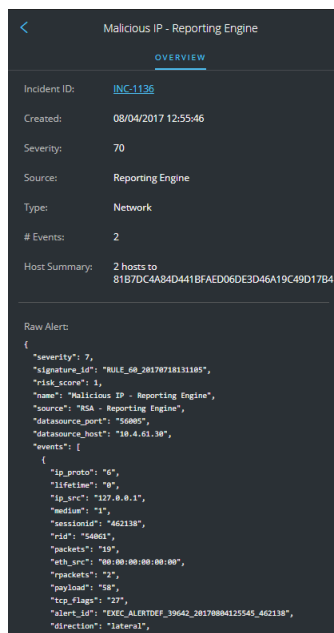 Malicious IP - Reporting Engine
OVERVIEW
Incident ID: INC-1136
Created: 08/04/2017 12:55:46
Severity: 70
Source: Reporting Engine
Type: Network
# Events: 2
Host Summary: 2 hosts to
81B7DC4A84D441BFAED06DE3D46A19C49D17B4
Raw Alert:
{
"severity": 7,
"signature_id": "RULE_60_20170718131105",
"risk_score": 1,
"name": "Malicious IP - Reporting Engine",
"source": "RSA - Reporting Engine",
"datasource_port": "56005",
"datasource_host": "10.4.61.30",
"events": [
{
"ip_proto": "6",
"lifetime": "0",
"ip_src": "127.0.0.1",
"medium": "1",
"sessionid": "462138",
"rid": "54061",
"packets": "19",
"eth_src": "00:00:00:00:00:00",
"rpackets": "2",
"payload": "58",
"tcp_flags": "27",
"alert_id": "EXEC_ALERTDEF_39642_20170804125545_462138",
"direction": "lateral",